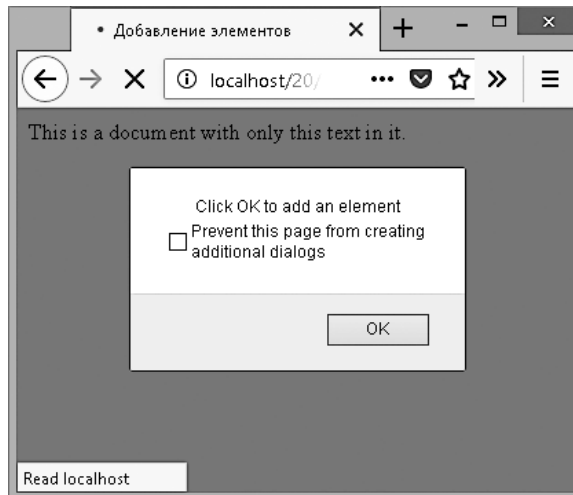 • Добавление элементов
localhost/20/
This is a document with only this text in it.
Click OK to add an element
Prevent this page from creating
additional dialogs
OK
Read localhost